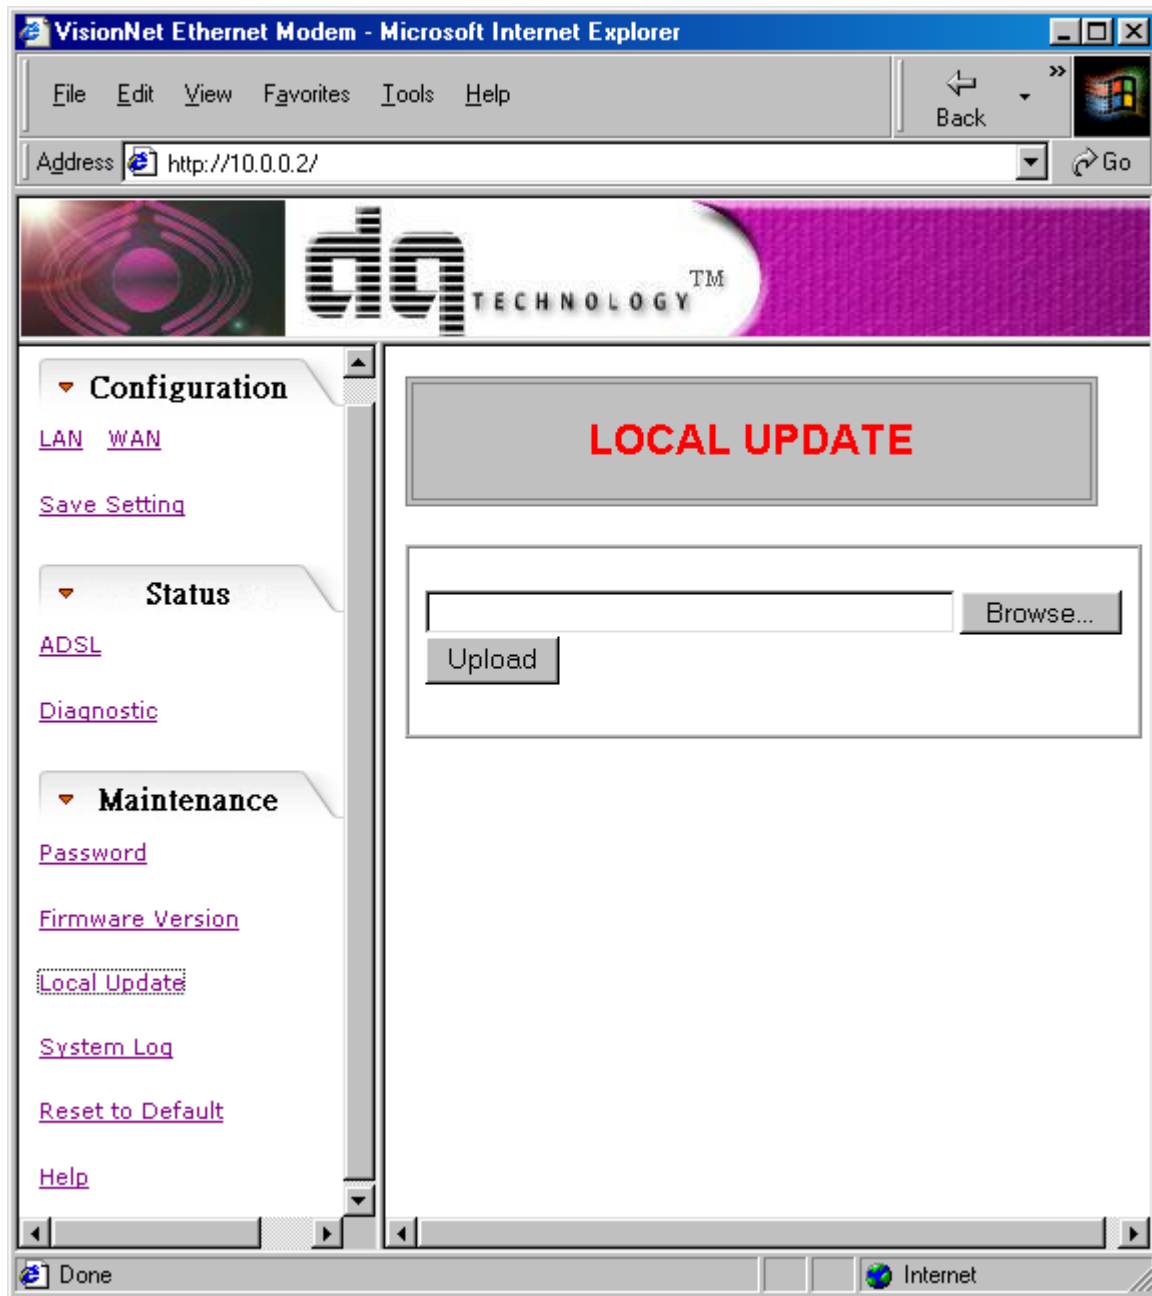 VisionNet Ethernet Modem - Microsoft Internet Explorer
File Edit View Favorites Tools Help
Back
»
Address http://10.0.0.2/ Go
dq TECHNOLOGY™
Configuration
LAN WAN
Save Setting
Status
ADSL
Diagnostic
Maintenance
Password
Firmware Version
Local Update
System Log
Reset to Default
Help
LOCAL UPDATE
Browse...
Upload
Done Internet